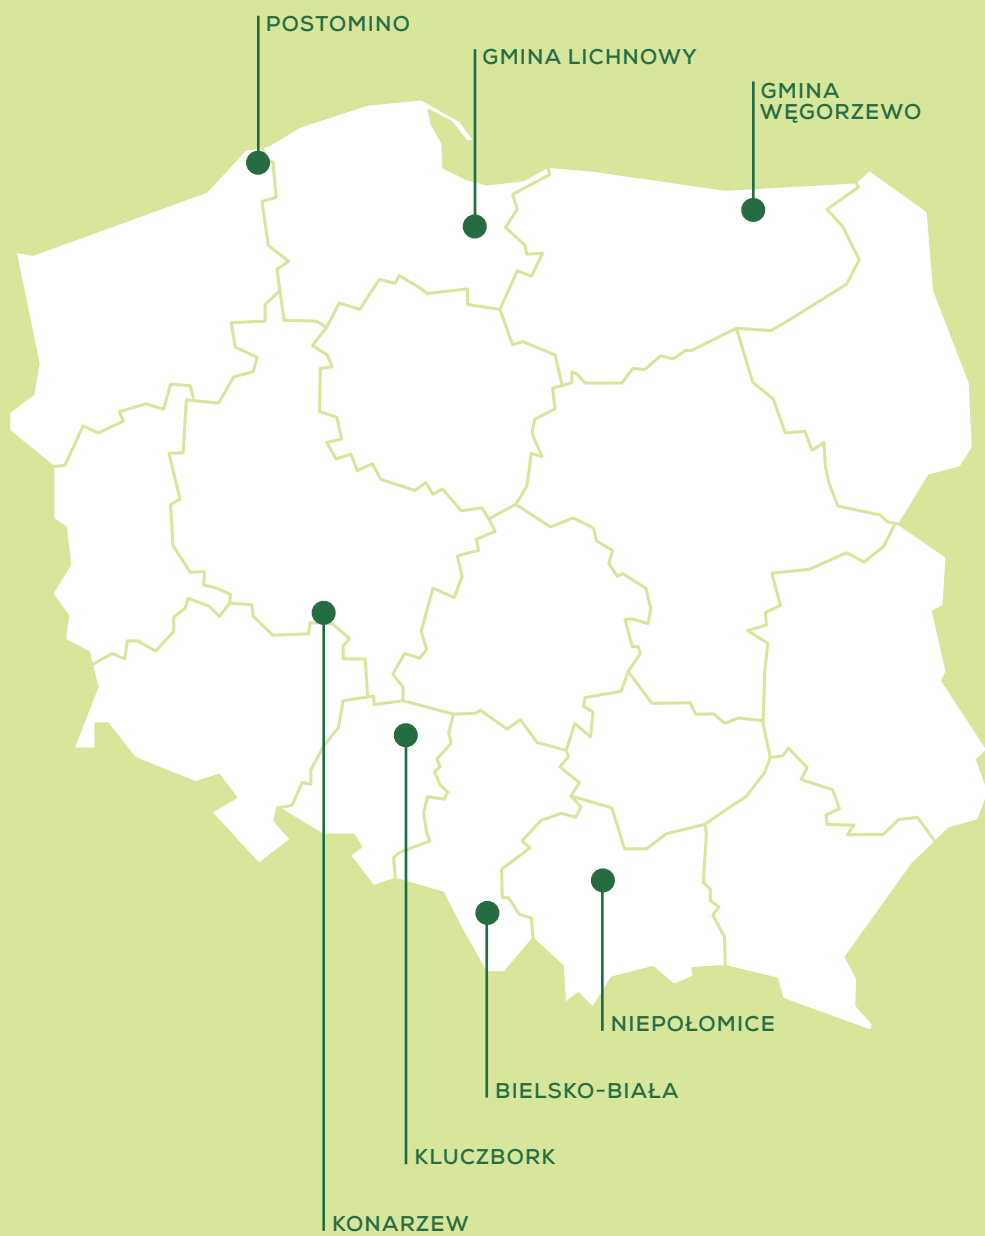 POSTOMINO
GMINA LICHNOWY
GMINA
WĘGORZEWO
NIEPOŁOMICE
BIELSKO-BIAŁA
KLUCZBORK
KONARZEW